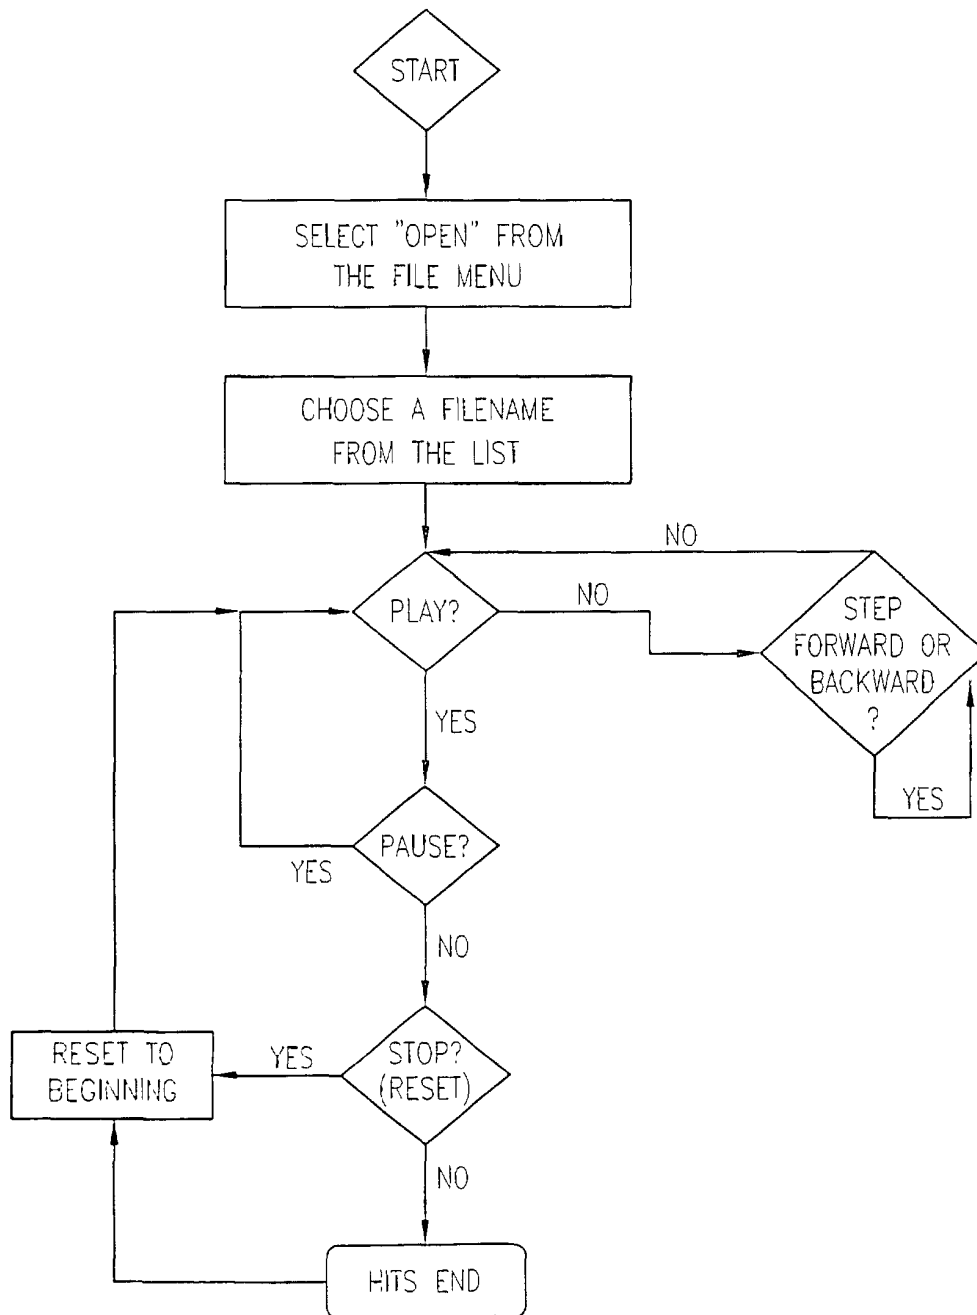 START
SELECT "OPEN" FROM
THE FILE MENU
CHOOSE A FILENAME
FROM THE LIST
NO
PLAY?
NO
STEP
FORWARD OR
BACKWARD
?
YES
YES
PAUSE?
YES
NO
RESET TO
BEGINNING
YES
STOP?
(RESET)
NO
HITS END